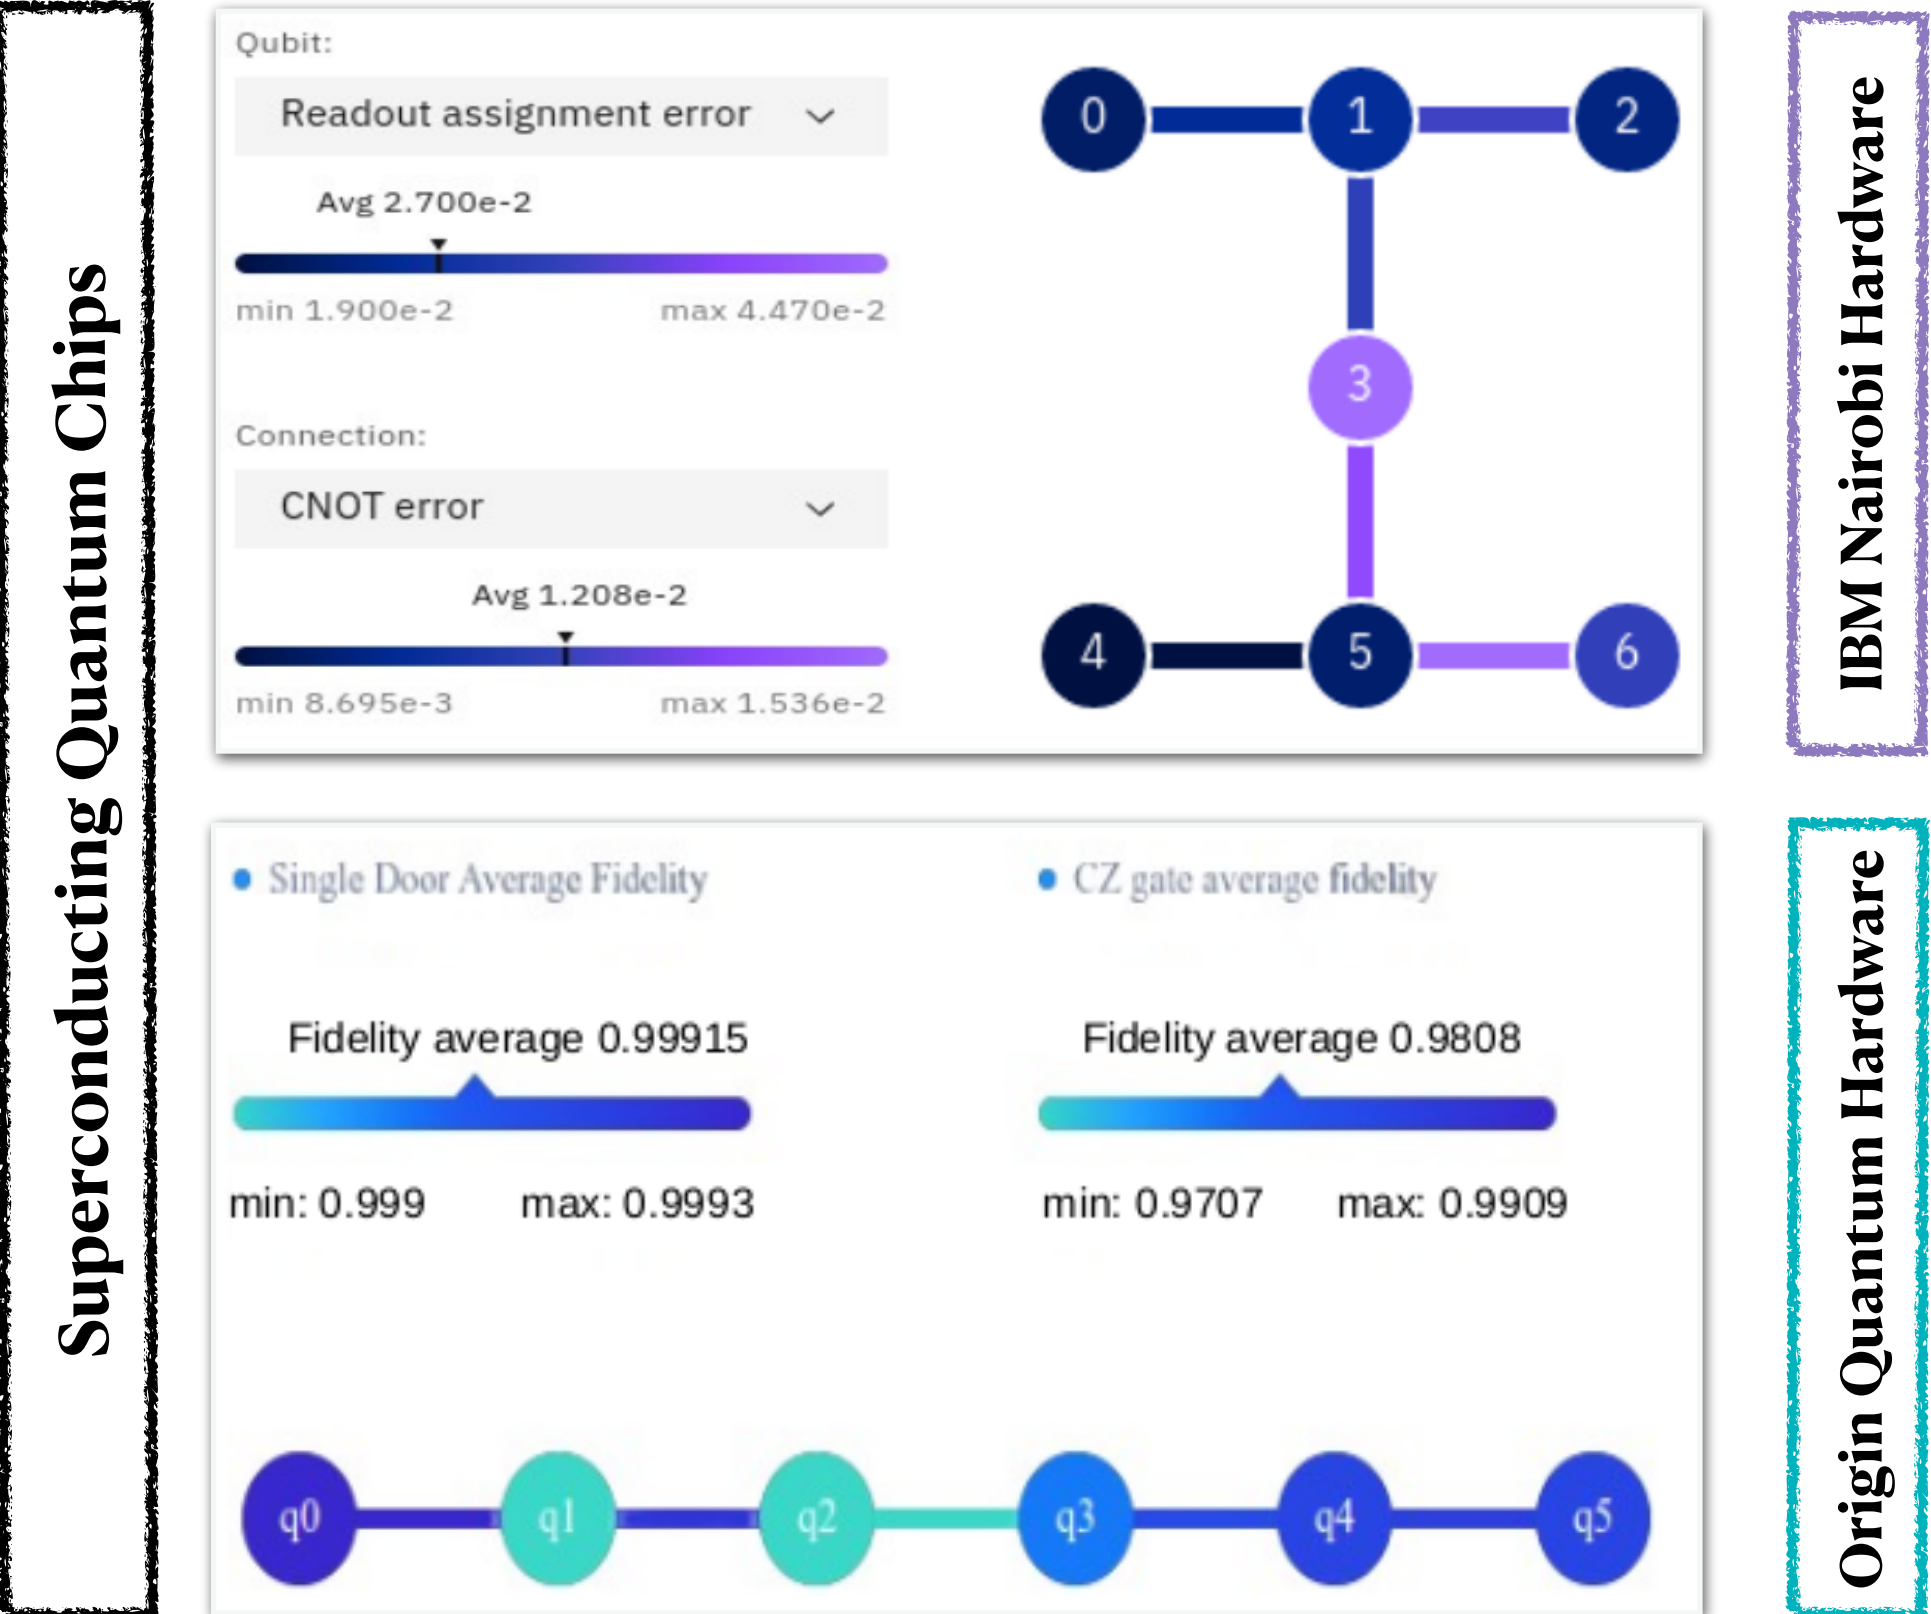 Superconducting Quantum Chips
Qubit:
Readout assignment error
Avg 2.700e-2
min 1.900e-2 max 4.470e-2
Connection:
CNOT error
Avg 1.208e-2
min 8.695e-3 max 1.536e-2
0 1 2
3
4 5 6
IBM Nairobi Hardware
Single Door Average Fidelity
Fidelity average 0.99915
min: 0.999 max: 0.9993
CZ gate average fidelity
Fidelity average 0.9808
min: 0.9707 max: 0.9909
q0 q1 q2 q3 q4 q5
Origin Quantum Hardware